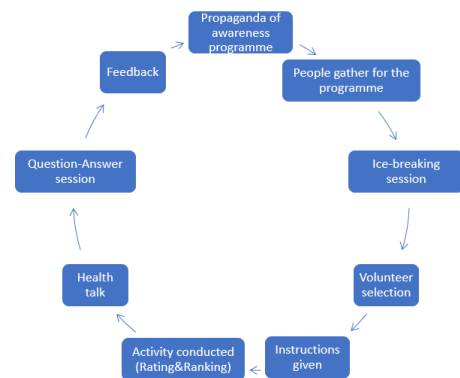 Propaganda of
awareness
programme
People gather for the
programme
Ice-breaking
session
Volunteer
selection
Instructions
given
Activity conducted
(Rating&Ranking)
Health
talk
Question-Answer
session
Feedback